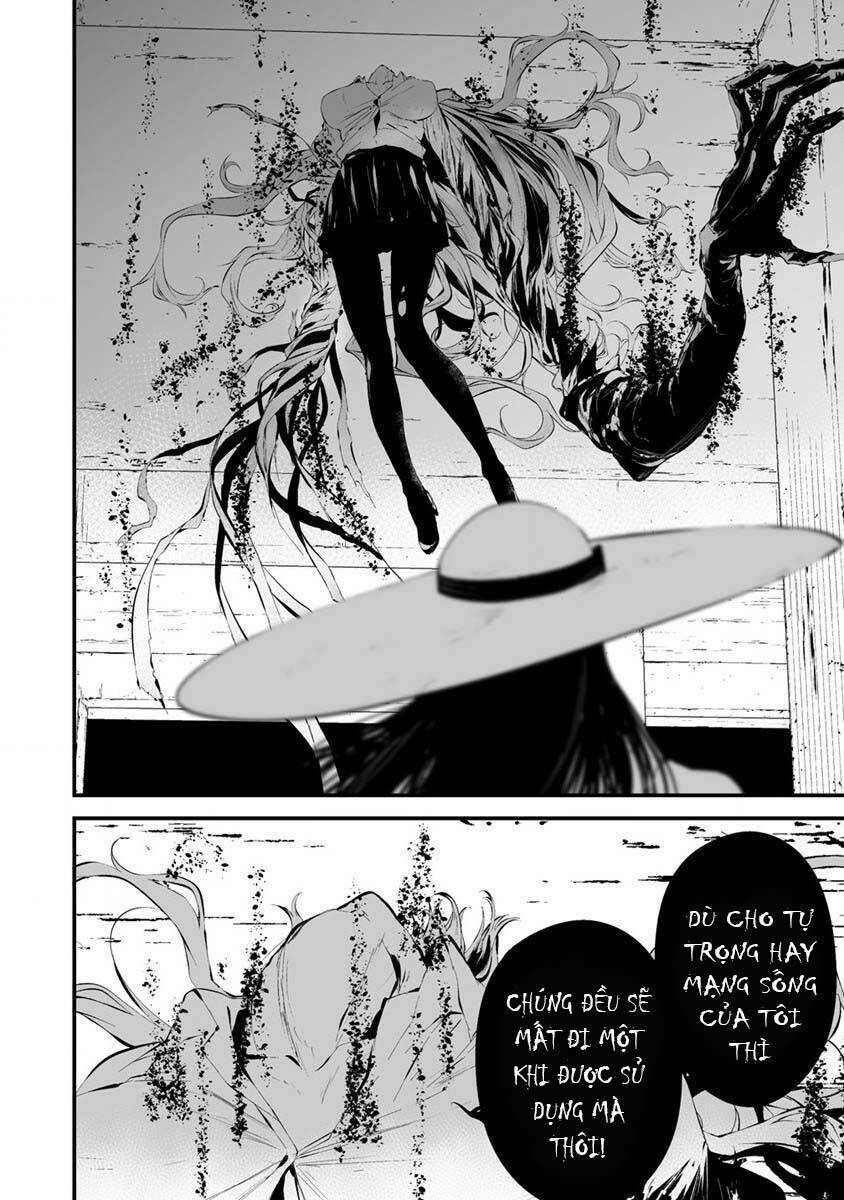 DÙ CHO TỰ
TRỌNG HAY
MẠNG SỐNG
CỦA TÔI
THÌ
CHÚNG ĐỀU SẼ
MẤT ĐI MỘT
KHI ĐƯỢC SỬ
DỤNG MÀ
THÔI!